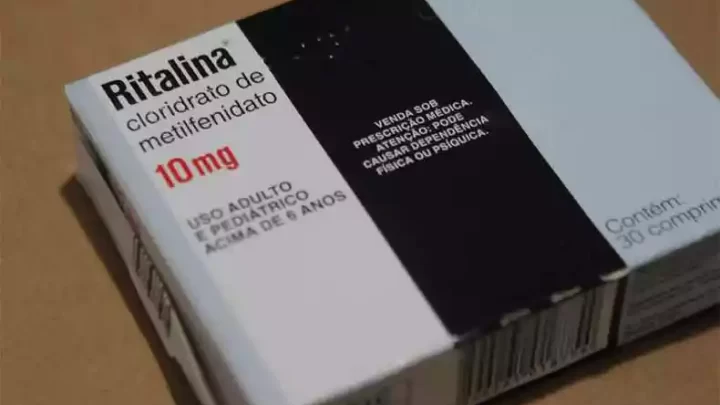 Ritalina®
cloridrato de
metilfenidato
10mg
USO ADULTO
E PEDIÁTRICO
ACIMA DE 6 ANOS
VENDA SOB
PRESCRIÇÃO MÉDICA.
ATENÇÃO: PODE
CAUSAR DEPENDÊNCIA
FÍSICA OU PSÍQUICA.
Contém:
30 comprim